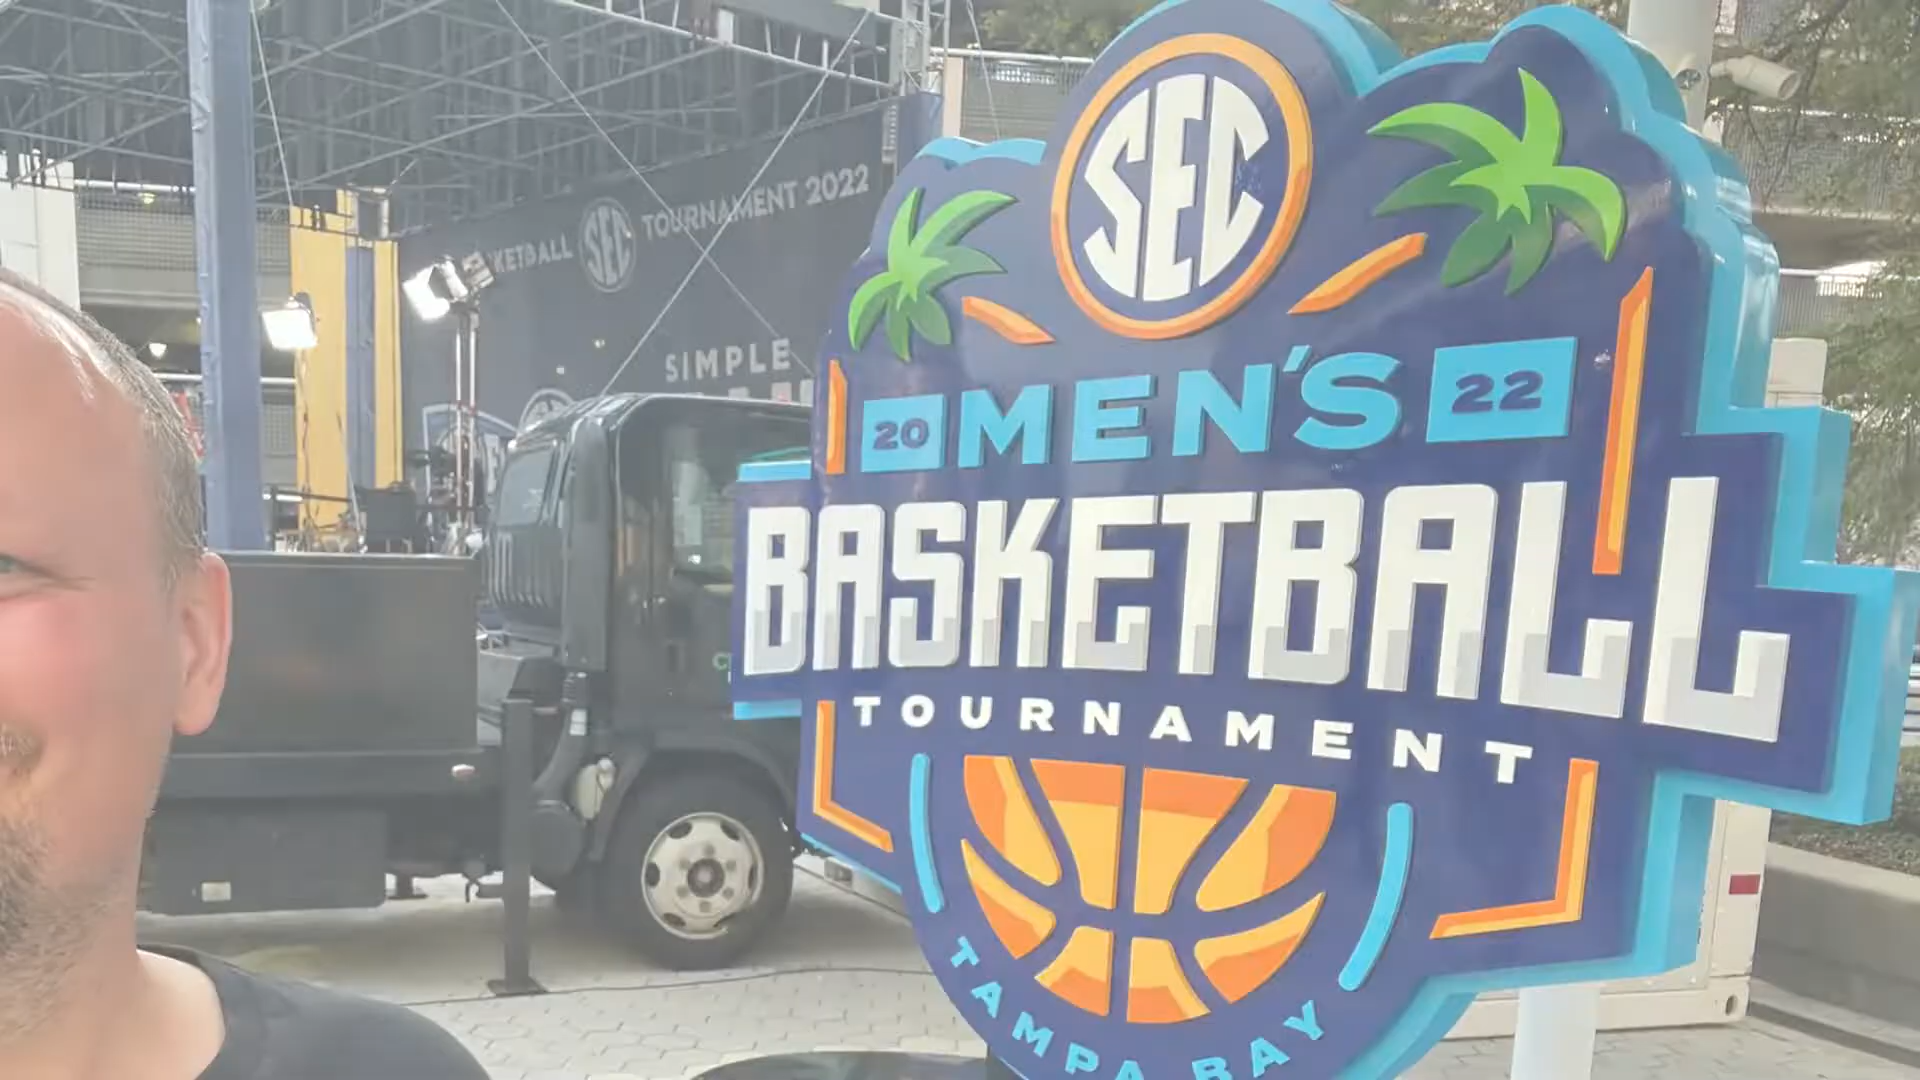 KETBALL SEC TOURNAMENT 2022
SIMPLE
SEC
20 MEN'S 22
BASKETBALL
TOURNAMENT
TAMPA BAY